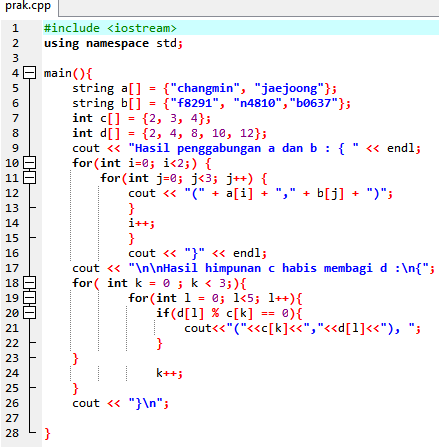 prak.cpp
1 #include <iostream>
2 using namespace std;
3
4 main(){
5 string a[] = {"changmin", "jaejoong"};
6 string b[] = {"f8291", "n4810","b0637"};
7 int c[] = {2, 3, 4};
8 int d[] = {2, 4, 8, 10, 12};
9 cout << "Hasil penggabungan a dan b : { " << endl;
10 for(int i=0; i<2;) {
11 for(int j=0; j<3; j++) {
12 cout << "(" + a[i] + "," + b[j] + ")";
13 }
14 i++;
15 }
16 cout << "}" << endl;
17 cout << "\n\nHasil himpunan c habis membagi d :\n{";
18 for( int k = 0 ; k < 3;){
19 for(int l = 0; l<5; l++){
20 if(d[l] % c[k] == 0){
21 cout<<"("<<c[k]<<","<<d[l]<<"), ";
22 }
23 }
24 k++;
25 }
26 cout << "}\n";
27
28 }